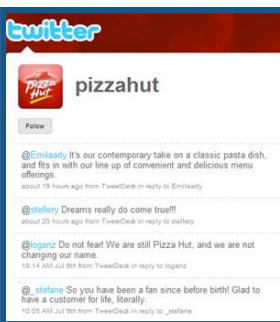 twitter
Pizza
Hut
pizzahut
Follow
@Emilaady It's our contemporary take on a classic pasta dish,
and fits in with our line up of convenient and delicious menu
offerings.
about 19 hours ago from TweetDeck in reply to Emilaady
@stellery Dreams really do come true!!!
about 20 hours ago from TweetDeck in reply to stellery
@loganz Do not fear! We are still Pizza Hut, and we are not
changing our name.
10:14 AM Jul 9th from TweetDeck in reply to loganz
@_stefane So you have been a fan since before birth! Glad to
have a customer for life, literally.
10:05 AM Jul 9th from TweetDeck in reply to _stefane